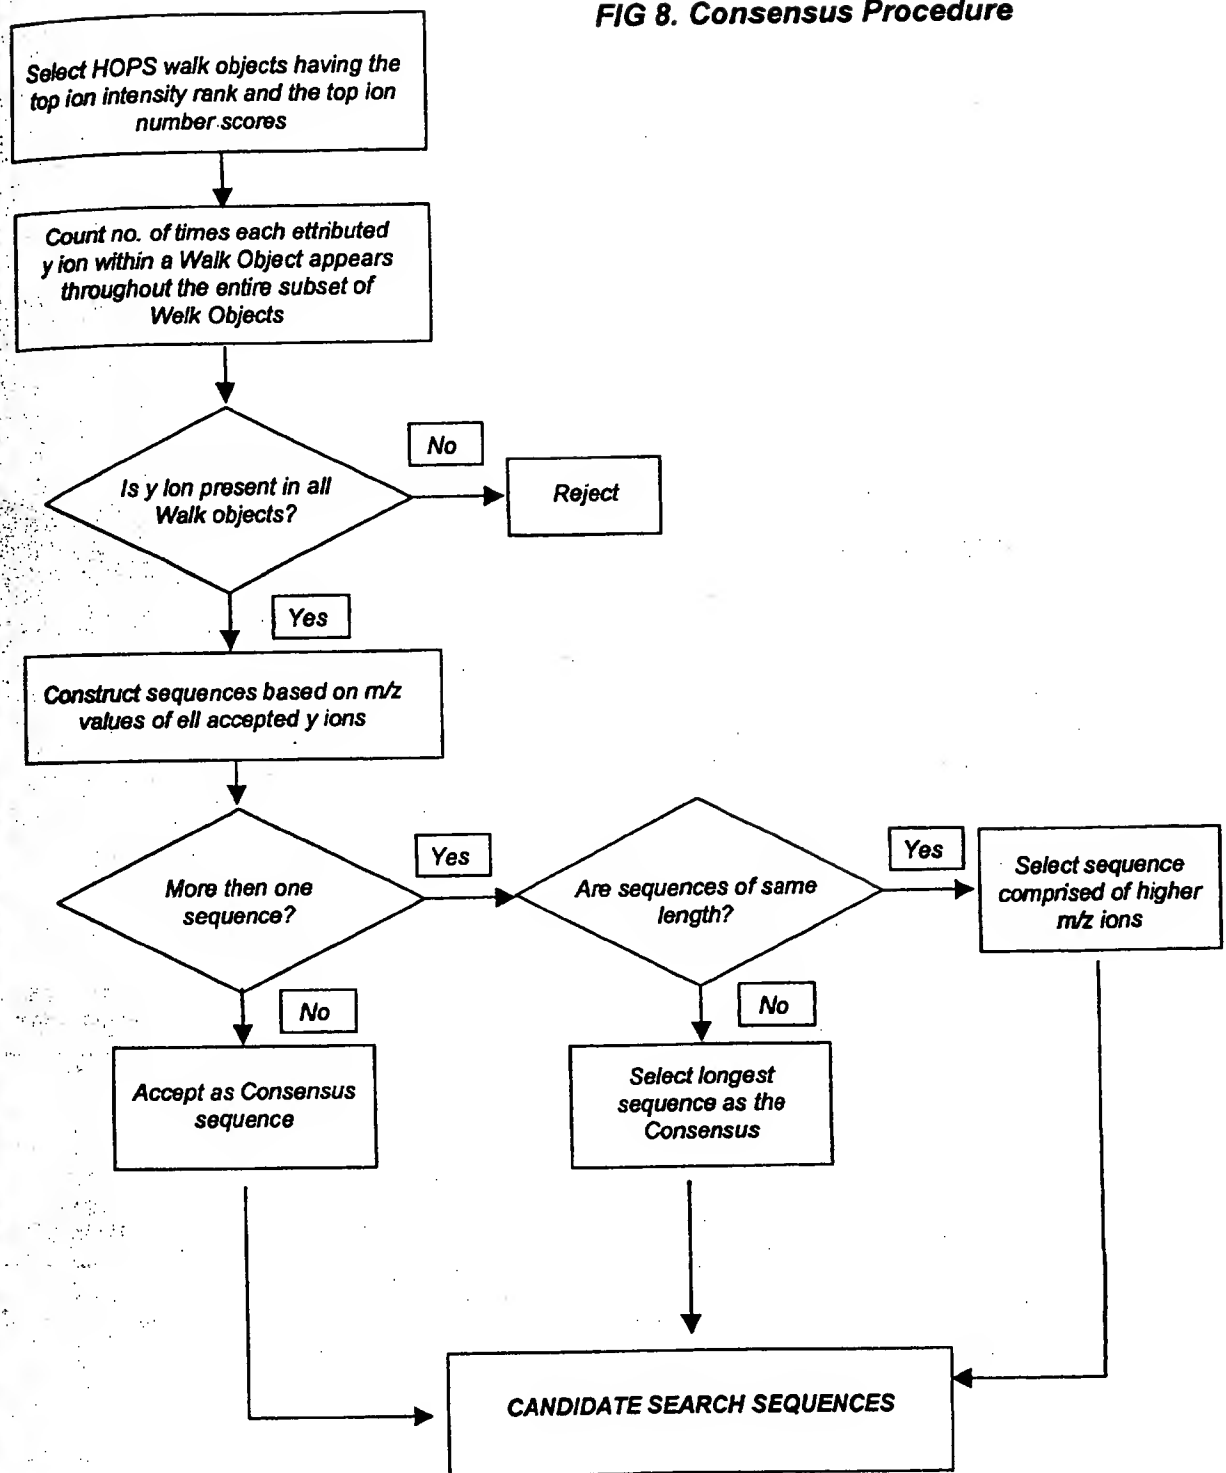 FIG 8. Consensus Procedure
Select HOPS walk objects having the
top ion intensity rank and the top ion
number scores
Count no. of times each ettributed
y ion within a Walk Object appears
throughout the entire subset of
Welk Objects
Is y Ion present in all
Walk objects?
No
Reject
Yes
Construct sequences based on m/z
values of ell accepted y ions
More then one
sequence?
Yes
Are sequences of same
length?
Yes
Select sequence
comprised of higher
m/z ions
No
Accept as Consensus
sequence
No
Select longest
sequence as the
Consensus
CANDIDATE SEARCH SEQUENCES